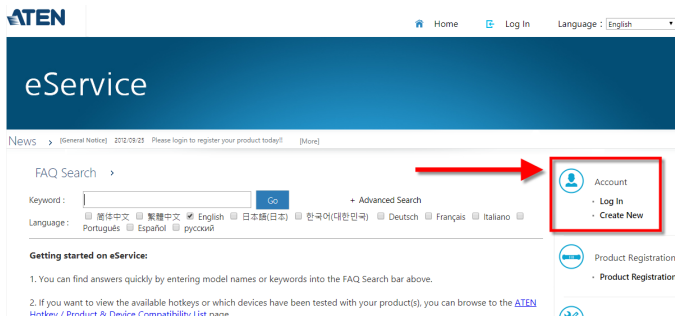 ATEN
Home Log In Language : English
eService
News > [General Notice] 2012/09/25 Please login to register your product today!! [More]
FAQ Search >
Keyword : Go + Advanced Search
Language : 简体中文 繁體中文 English 日本語(日本) 한국어(대한민국) Deutsch Français Italiano
Português Español русский
Getting started on eService:
1. You can find answers quickly by entering model names or keywords into the FAQ Search bar above.
2. If you want to view the available hotkeys or which devices have been tested with your product(s), you can browse to the ATEN
Hotkey / Product & Device Compatibility List page
Account
• Log In
• Create New
Product Registration
• Product Registration